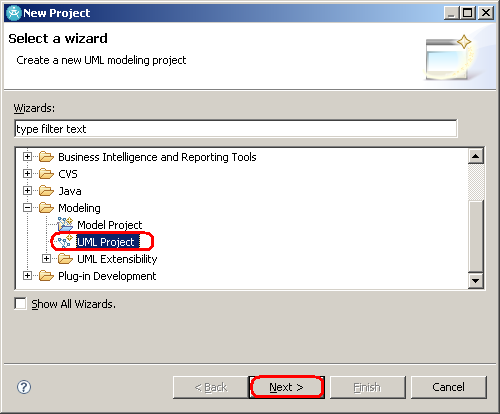 New Project
Select a wizard
Create a new UML modeling project
Wizards:
type filter text
Business Intelligence and Reporting Tools
CVS
Java
Modeling
Model Project
UML Project
UML Extensibility
Plug-in Development
Show All Wizards.
? < Back Next > Finish Cancel